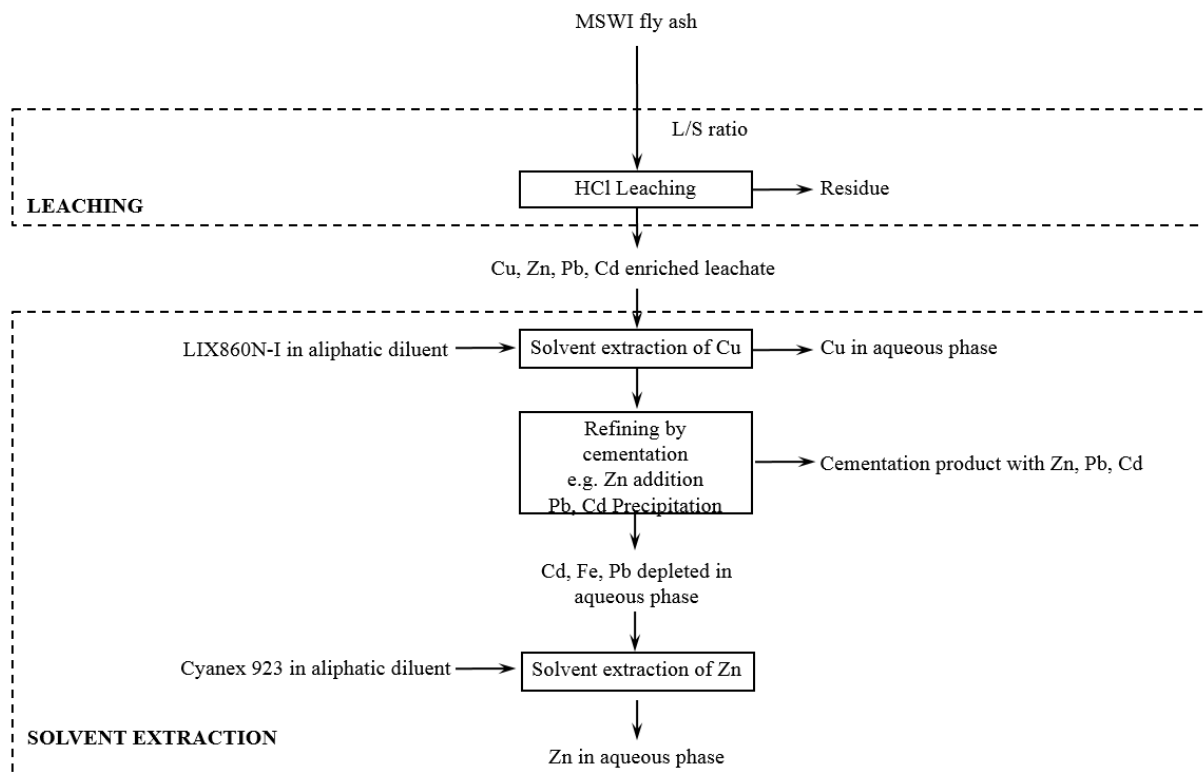 MSWI fly ash
L/S ratio
HCl Leaching
Residue
LEACHING
Cu, Zn, Pb, Cd enriched leachate
LIX860N-I in aliphatic diluent
Solvent extraction of Cu
Cu in aqueous phase
Refining by
cementation
e.g. Zn addition
Pb, Cd Precipitation
Cementation product with Zn, Pb, Cd
Cd, Fe, Pb depleted in
aqueous phase
Cyanex 923 in aliphatic diluent
Solvent extraction of Zn
SOLVENT EXTRACTION
Zn in aqueous phase